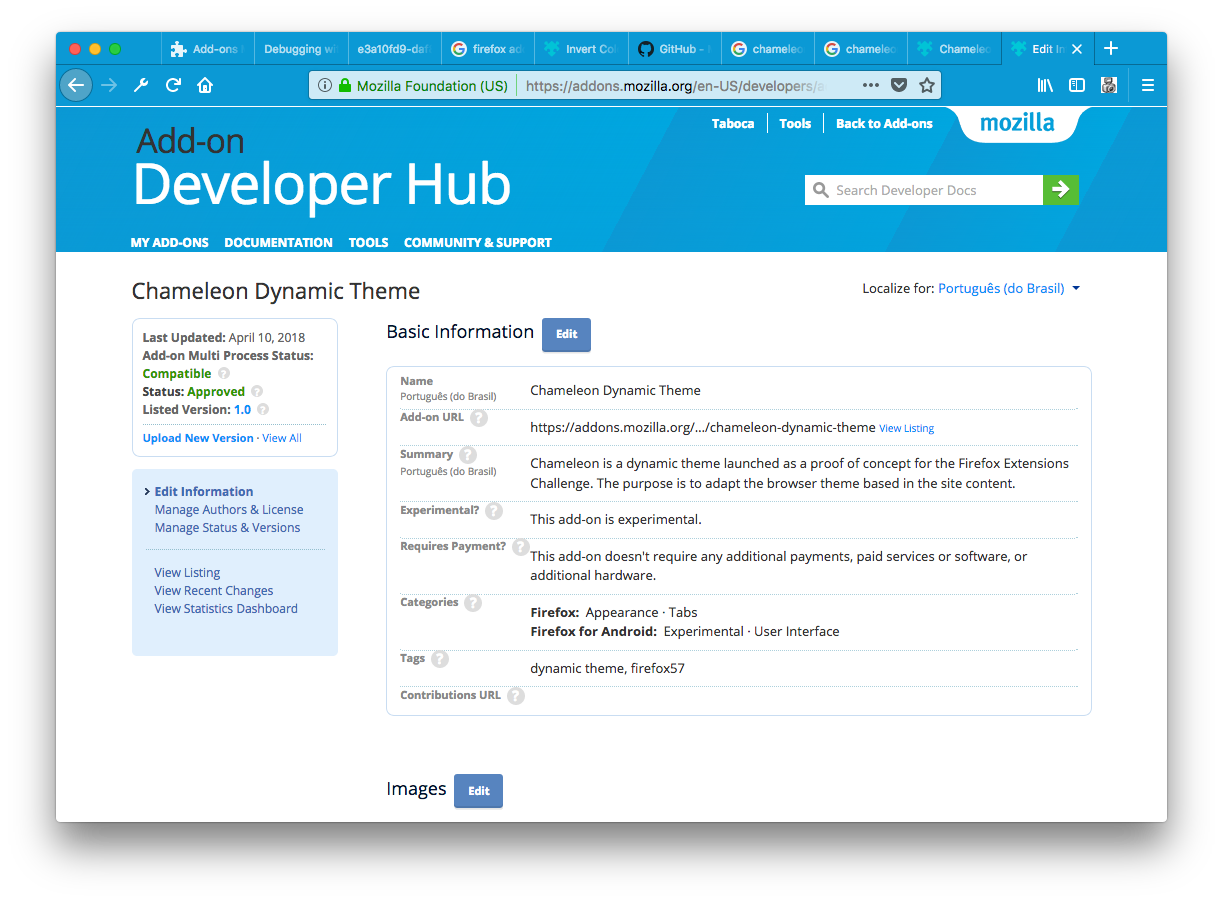 Add-ons
Debugging wi
e3a10fd9-daf
firefox ad
Invert Col
GitHub -
chameleo
chameleo
Chameleo
Edit In
Mozilla Foundation (US)
https://addons.mozilla.org/en-US/developers/a
Taboca
Tools
Back to Add-ons
mozilla
Add-on
Developer Hub
Search Developer Docs
MY ADD-ONS
DOCUMENTATION
TOOLS
COMMUNITY & SUPPORT
Chameleon Dynamic Theme
Localize for: Português (do Brasil)
Last Updated: April 10, 2018
Add-on Multi Process Status:
Compatible ?
Status: Approved ?
Listed Version: 1.0 ?
Upload New Version · View All
Edit Information
Manage Authors & License
Manage Status & Versions
View Listing
View Recent Changes
View Statistics Dashboard
Basic Information
Edit
Name
Português (do Brasil)
Chameleon Dynamic Theme
Add-on URL ?
https://addons.mozilla.org/.../chameleon-dynamic-theme View Listing
Summary ?
Português (do Brasil)
Chameleon is a dynamic theme launched as a proof of concept for the Firefox Extensions
Challenge. The purpose is to adapt the browser theme based in the site content.
Experimental? ?
This add-on is experimental.
Requires Payment? ?
This add-on doesn't require any additional payments, paid services or software, or
additional hardware.
Categories ?
Firefox: Appearance · Tabs
Firefox for Android: Experimental · User Interface
Tags ?
dynamic theme, firefox57
Contributions URL ?
Images
Edit